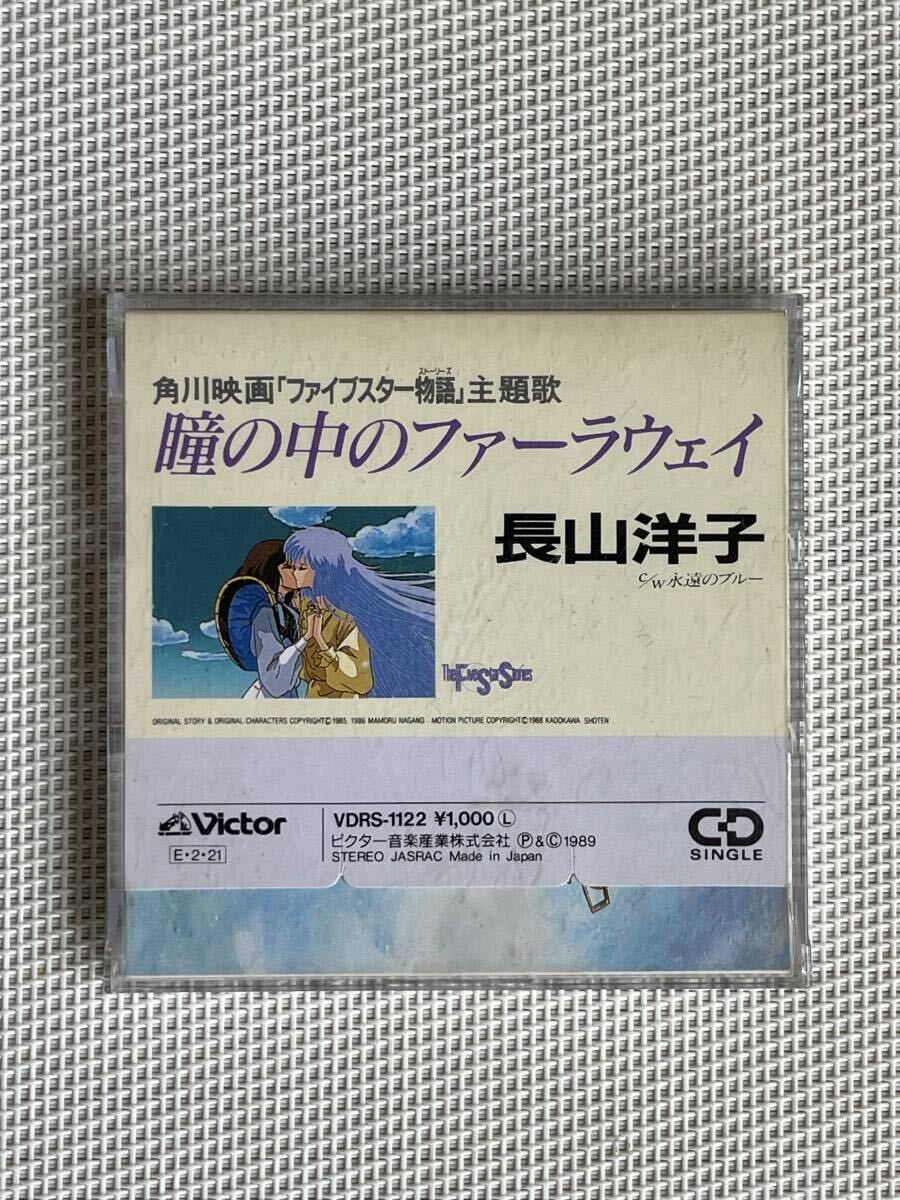 ストーリーズ
角川映画「ファイブスター物語」主題歌
瞳の中のファーラウェイ
長山洋子
c/w永遠のブルー
The Five Star Stories
ORIGINAL STORY & ORIGINAL CHARACTERS COPYRIGHT©1985, 1986 MAMORU NAGANO MOTION PICTURE COPYRIGHT©1988 KADOKAWA SHOTEN
Victor
E・2・21
VDRS-1122 ¥1,000 Ⓛ
ビクター音楽産業株式会社 Ⓟ&©1989
STEREO JASRAC Made in Japan
CD
SINGLE